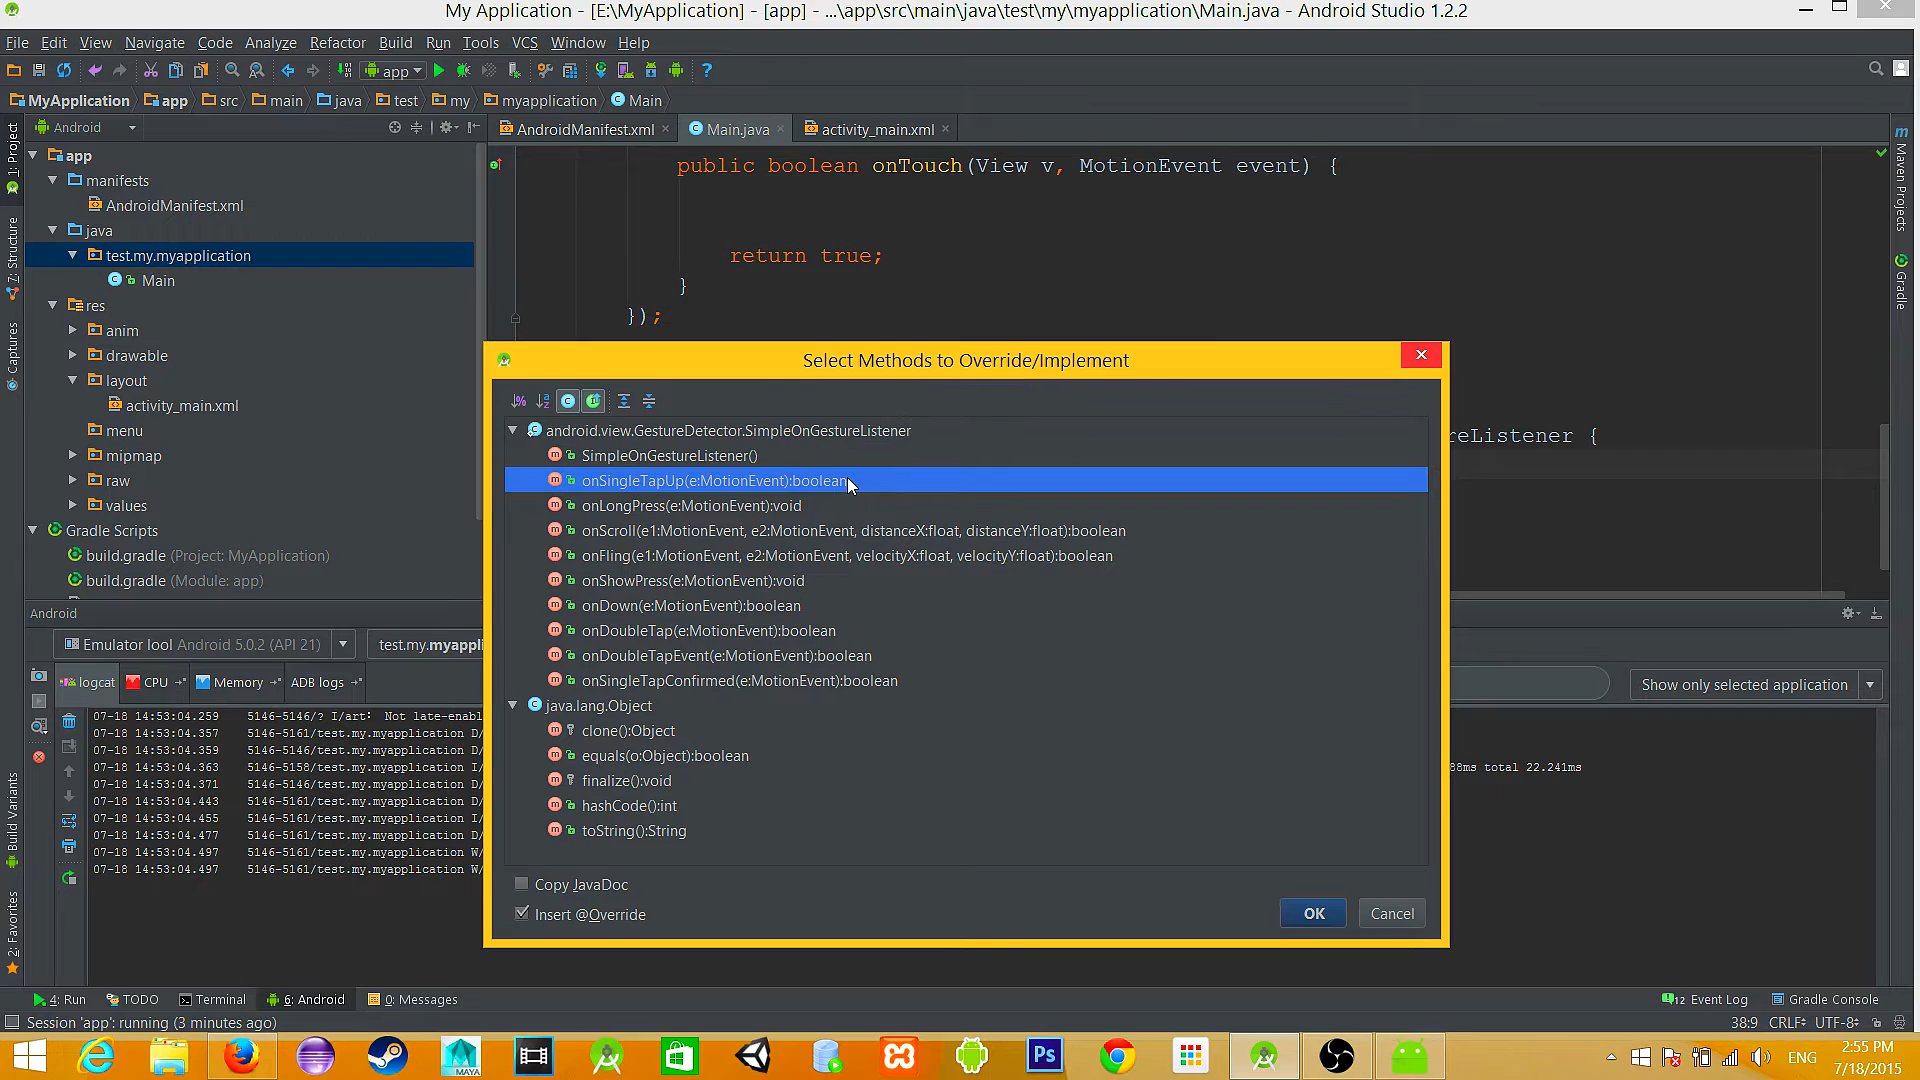 My Application - [E:\MyApplication] - [app] - ...\app\src\main\java\test\my\myapplication\Main.java - Android Studio 1.2.2
File Edit View Navigate Code Analyze Refactor Build Run Tools VCS Window Help
app
MyApplication app src main java test my myapplication Main
Android
AndroidManifest.xml Main.java activity_main.xml
1: Project
7: Structure
Captures
Build Variants
2: Favorites
Maven Projects
Gradle
app
manifests
AndroidManifest.xml
java
test.my.myapplication
Main
res
anim
drawable
layout
activity_main.xml
menu
mipmap
raw
values
Gradle Scripts
build.gradle (Project: MyApplication)
build.gradle (Module: app)
public boolean onTouch(View v, MotionEvent event) {
return true;
}
});
reListener {
Select Methods to Override/Implement
android.view.GestureDetector.SimpleOnGestureListener
SimpleOnGestureListener()
onSingleTapUp(e:MotionEvent):boolean
onLongPress(e:MotionEvent):void
onScroll(e1:MotionEvent, e2:MotionEvent, distanceX:float, distanceY:float):boolean
onFling(e1:MotionEvent, e2:MotionEvent, velocityX:float, velocityY:float):boolean
onShowPress(e:MotionEvent):void
onDown(e:MotionEvent):boolean
onDoubleTap(e:MotionEvent):boolean
onDoubleTapEvent(e:MotionEvent):boolean
onSingleTapConfirmed(e:MotionEvent):boolean
java.lang.Object
clone():Object
equals(o:Object):boolean
finalize():void
hashCode():int
toString():String
Copy JavaDoc
Insert @Override
OK Cancel
Android
Emulator lool Android 5.0.2 (API 21) test.my.myappli
logcat CPU Memory ADB logs
Show only selected application
07-18 14:53:04.259 5146-5146/? I/art: Not late-enabl
07-18 14:53:04.357 5146-5161/test.my.myapplication D/
07-18 14:53:04.359 5146-5146/test.my.myapplication D/
07-18 14:53:04.363 5146-5158/test.my.myapplication I/
88ms total 22.241ms
07-18 14:53:04.371 5146-5146/test.my.myapplication D/
07-18 14:53:04.443 5146-5161/test.my.myapplication D/
07-18 14:53:04.455 5146-5161/test.my.myapplication I/
07-18 14:53:04.477 5146-5161/test.my.myapplication D/
07-18 14:53:04.497 5146-5161/test.my.myapplication W/
07-18 14:53:04.497 5146-5161/test.my.myapplication W/
4: Run TODO Terminal 6: Android 0: Messages 12 Event Log Gradle Console
Session 'app': running (3 minutes ago) 38:9 CRLF UTF-8
MAYA
Ps
ENG
2:55 PM
7/18/2015